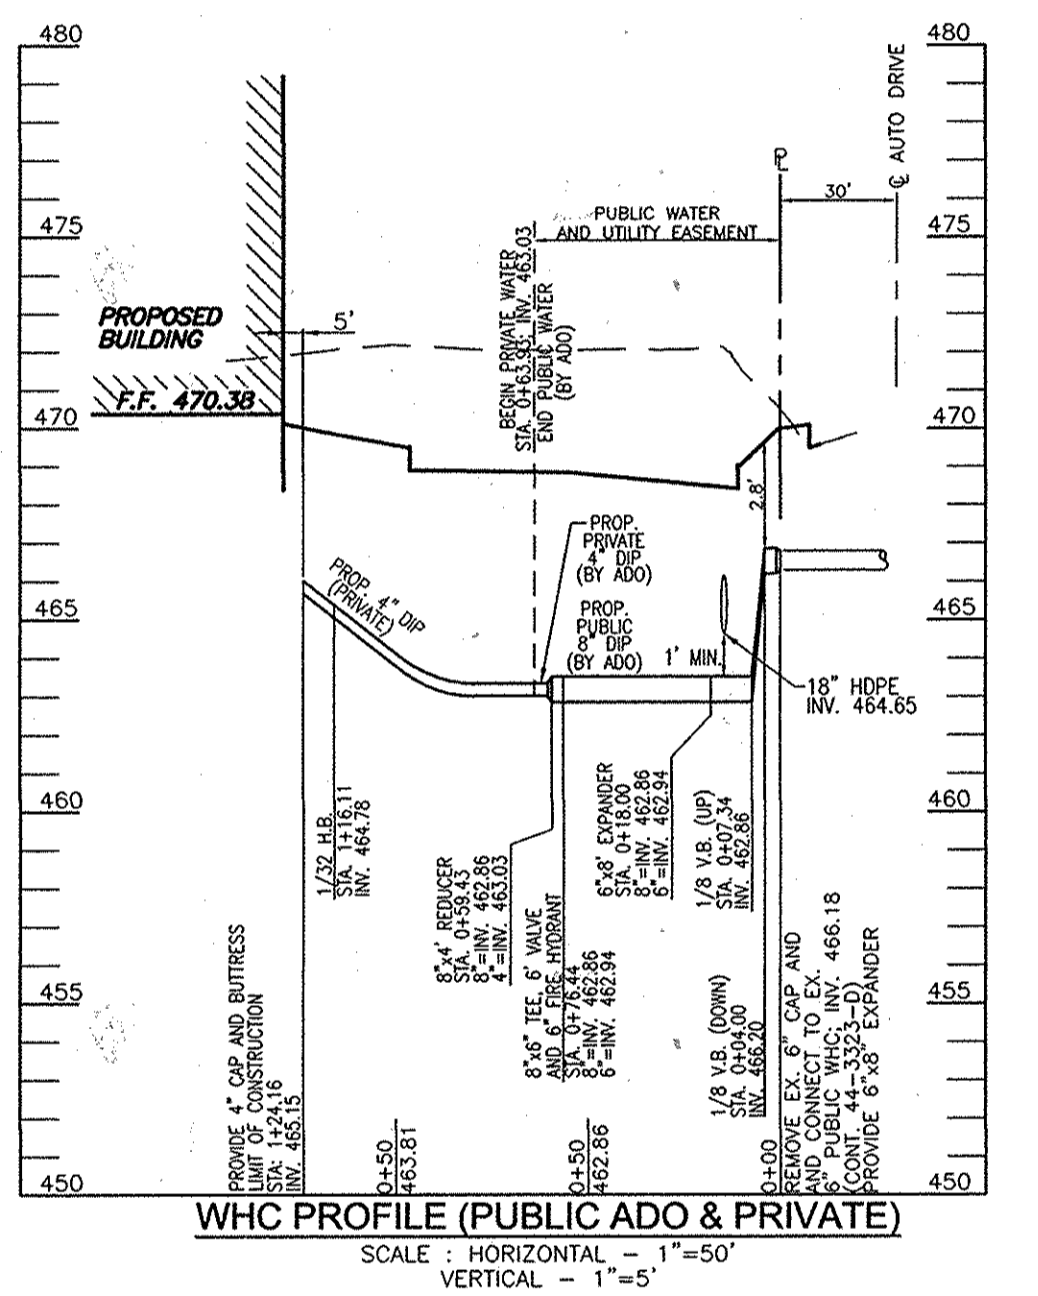 480
480
475
475
470
470
465
465
460
460
455
455
450
450
℄ AUTO DRIVE
PL
30'
PUBLIC WATER
AND UTILITY EASEMENT
BEGIN PRIVATE WATER
STA. 0+63.93; INV. 463.03
END PUBLIC WATER
(BY ADO)
PROPOSED
BUILDING
5'
F.F. 470.38
2.8'
PROP.
PRIVATE
4" DIP
(BY ADO)
PROP. 4" DIP
(PRIVATE)
PROP.
PUBLIC
8" DIP
(BY ADO)
1' MIN.
18" HDPE
INV. 464.65
1/32 H.B.
STA. 1+16.11
INV. 464.78
8"x4' REDUCER
STA. 0+59.43
8"=INV. 462.86
4"=INV. 463.03
8"x6" TEE, 6' VALVE
AND 6" FIRE HYDRANT
STA. 0+76.44
8"=INV. 462.86
6"=INV. 462.94
6"x8' EXPANDER
STA. 0+18.00
8"=INV. 462.86
6"=INV. 462.94
1/8 V.B. (UP)
STA. 0+07.34
INV. 462.86
1/8 V.B. (DOWN)
STA. 0+04.00
INV. 466.20
REMOVE EX. 6" CAP AND
AND CONNECT TO EX.
6" PUBLIC WHC; INV. 466.18
(CONT. 44-3323-D)
PROVIDE 6"x8" EXPANDER
PROVIDE 4" CAP AND BUTTRESS
LIMIT OF CONSTRUCTION
STA: 1+24.16
INV. 465.15
0+50
463.81
0+50
462.86
0+00
WHC PROFILE (PUBLIC ADO & PRIVATE)
SCALE : HORIZONTAL - 1"=50'
VERTICAL - 1"=5'